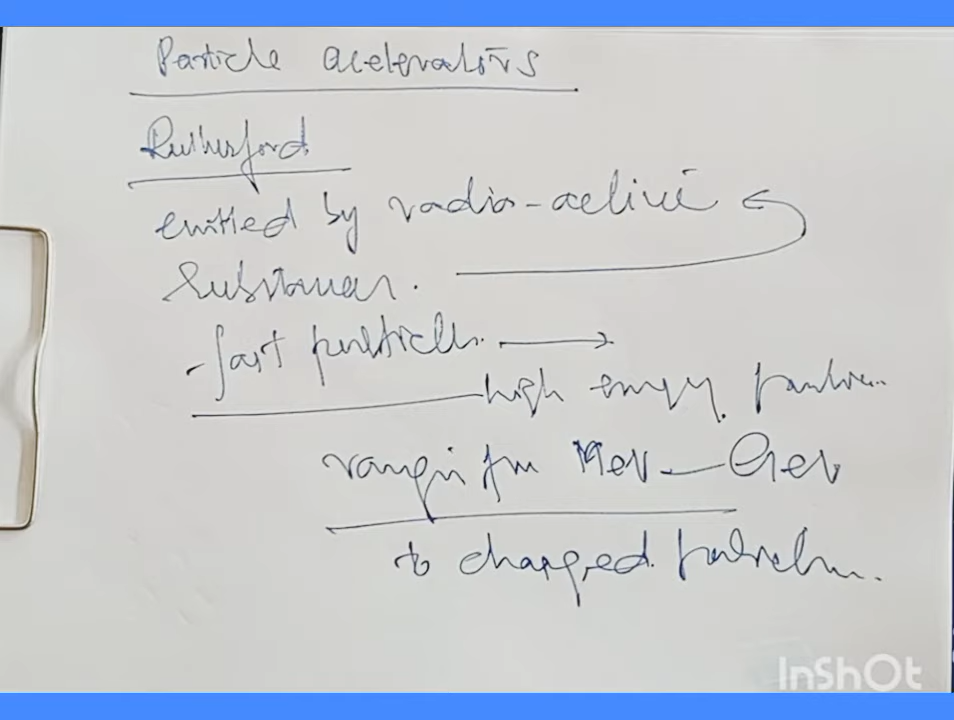 Particle acelerators
Rutherford
emitted by radio-active
Substances.
- fast particles. →
high energy particles
ranging from Mev — Gev
to charged particles.
InShOt